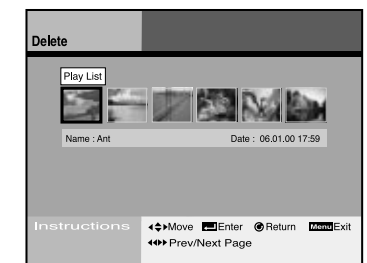 Delete
Play List
Name : Ant Date : 06.01.00 17:59
Instructions Move Enter Return Menu Exit
Prev/Next Page